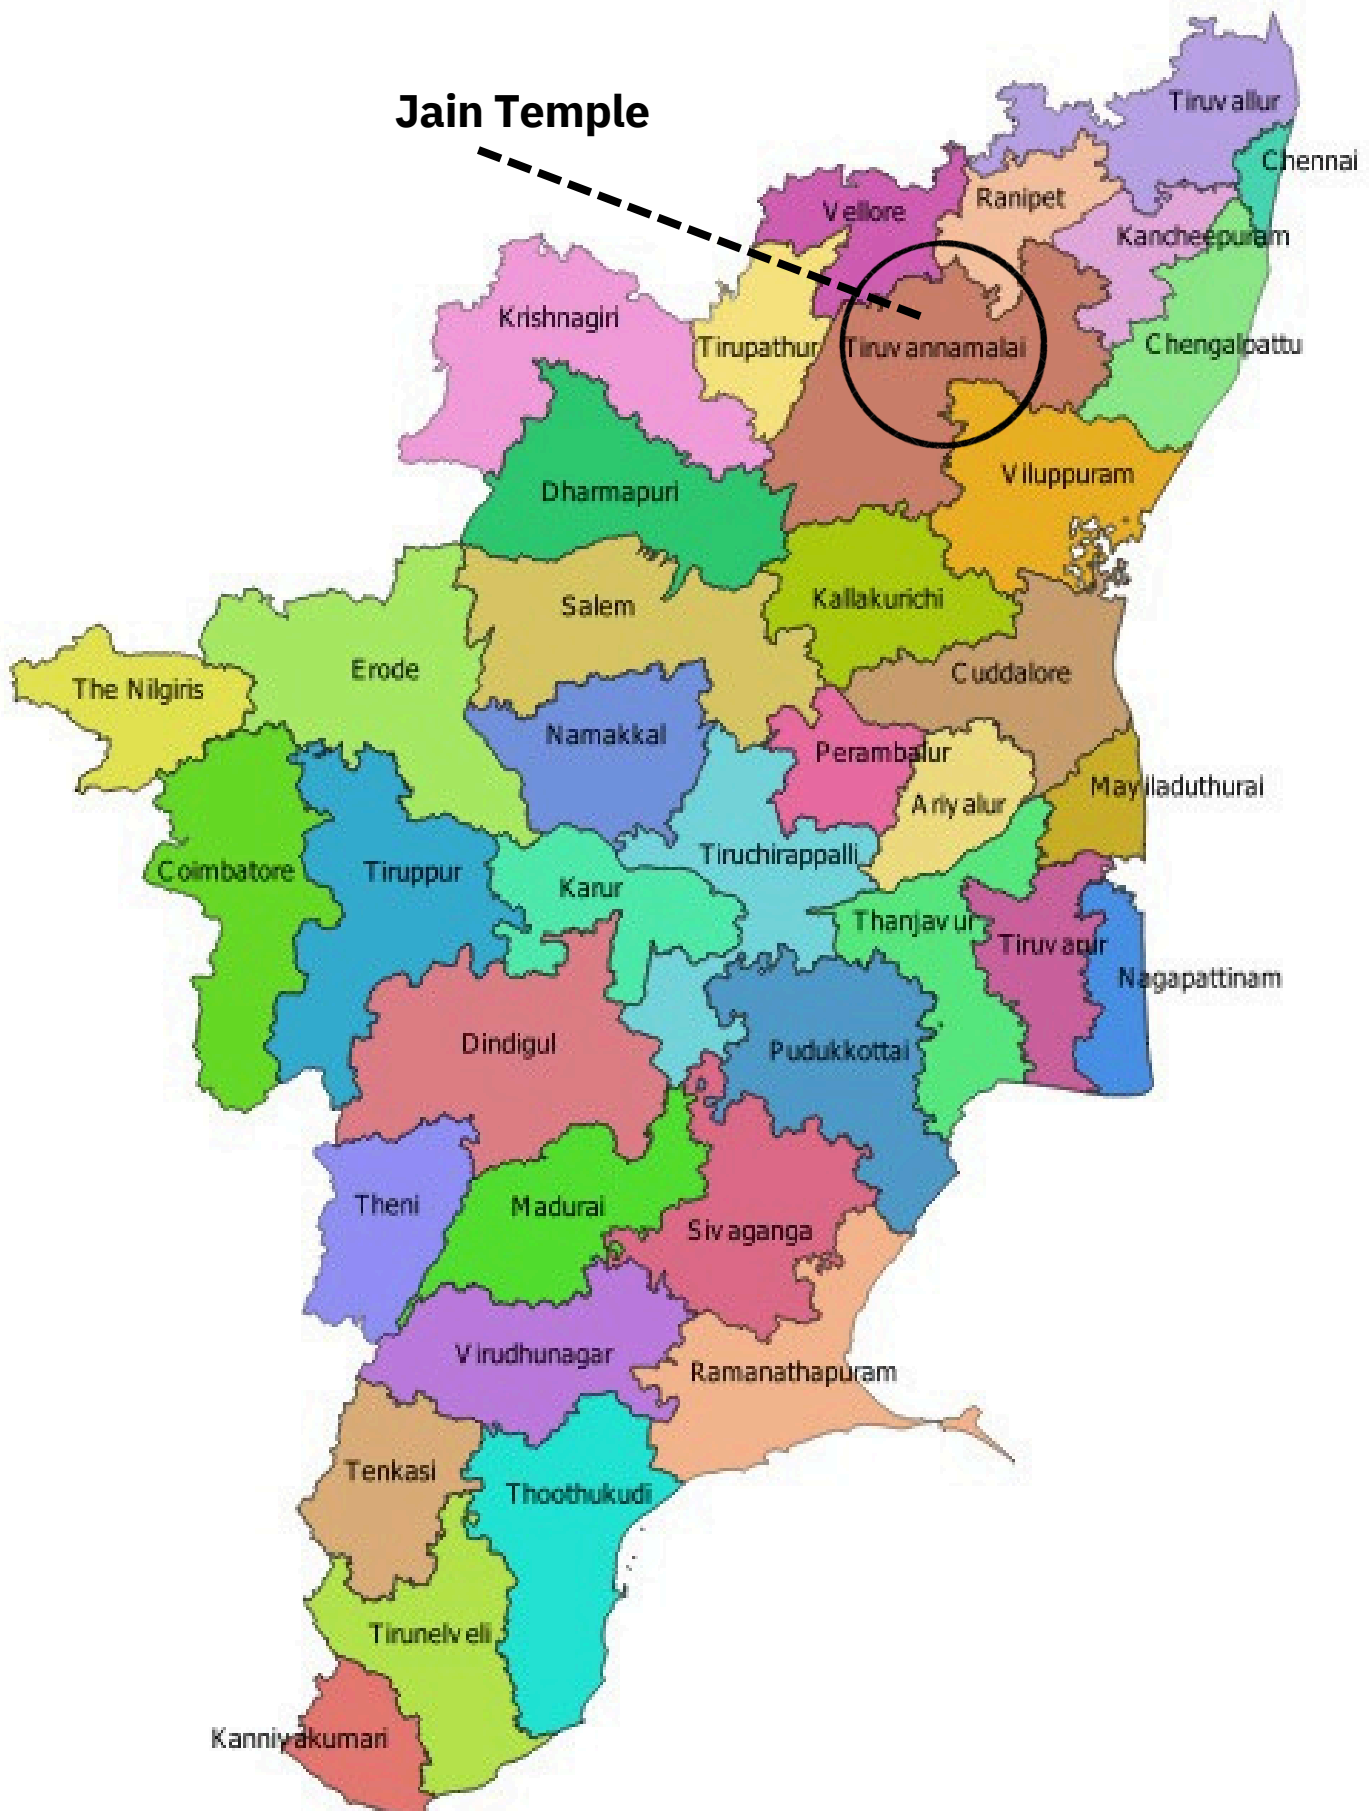 Tiruvallur
Jain Temple
Chennai
Ranipet
Vellore
Kancheepuram
Krishnagiri
Tirupathur
Tiruvannamalai
Chengalpattu
Viluppuram
Dharmapuri
Kallakurichi
Salem
Erode
Cuddalore
The Nilgiris
Namakkal
Perambalur
Mayiladuthurai
Ariyalur
Tiruchirappalli
Coimbatore
Tiruppur
Karur
Thanjavur
Tiruvarur
Nagapattinam
Dindigul
Pudukkottai
Theni
Madurai
Sivaganga
Virudhunagar
Ramanathapuram
Tenkasi
Thoothukudi
Tirunelveli
Kanniyakumari